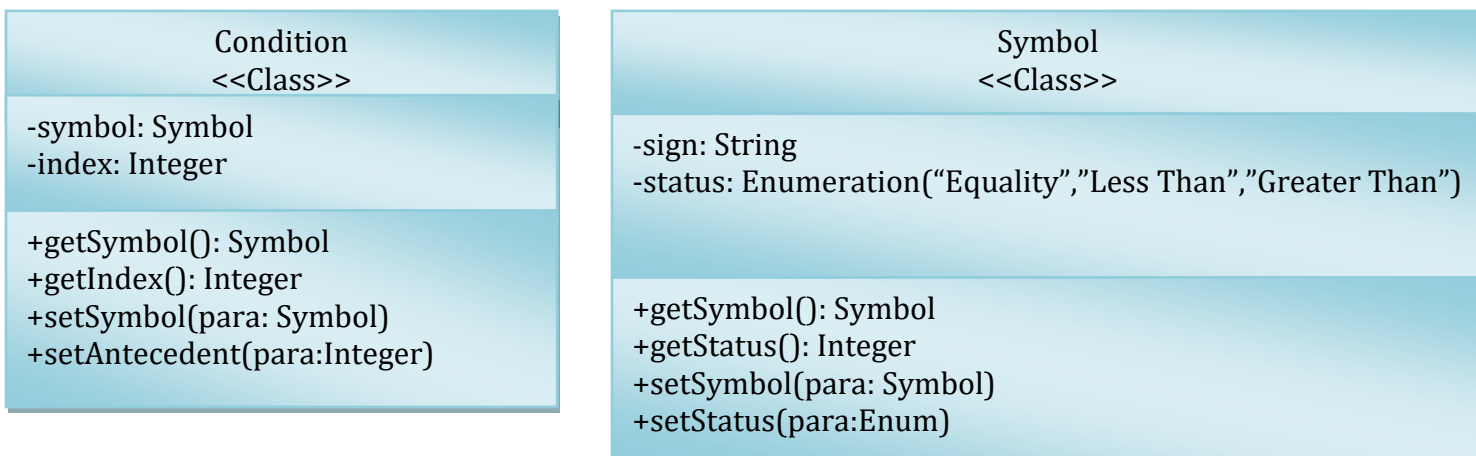 Condition
<<Class>>
-symbol: Symbol
-index: Integer
+getSymbol(): Symbol
+getIndex(): Integer
+setSymbol(para: Symbol)
+setAntecedent(para:Integer)
Symbol
<<Class>>
-sign: String
-status: Enumeration(“Equality”,”Less Than”,”Greater Than”)
+getSymbol(): Symbol
+getStatus(): Integer
+setSymbol(para: Symbol)
+setStatus(para:Enum)